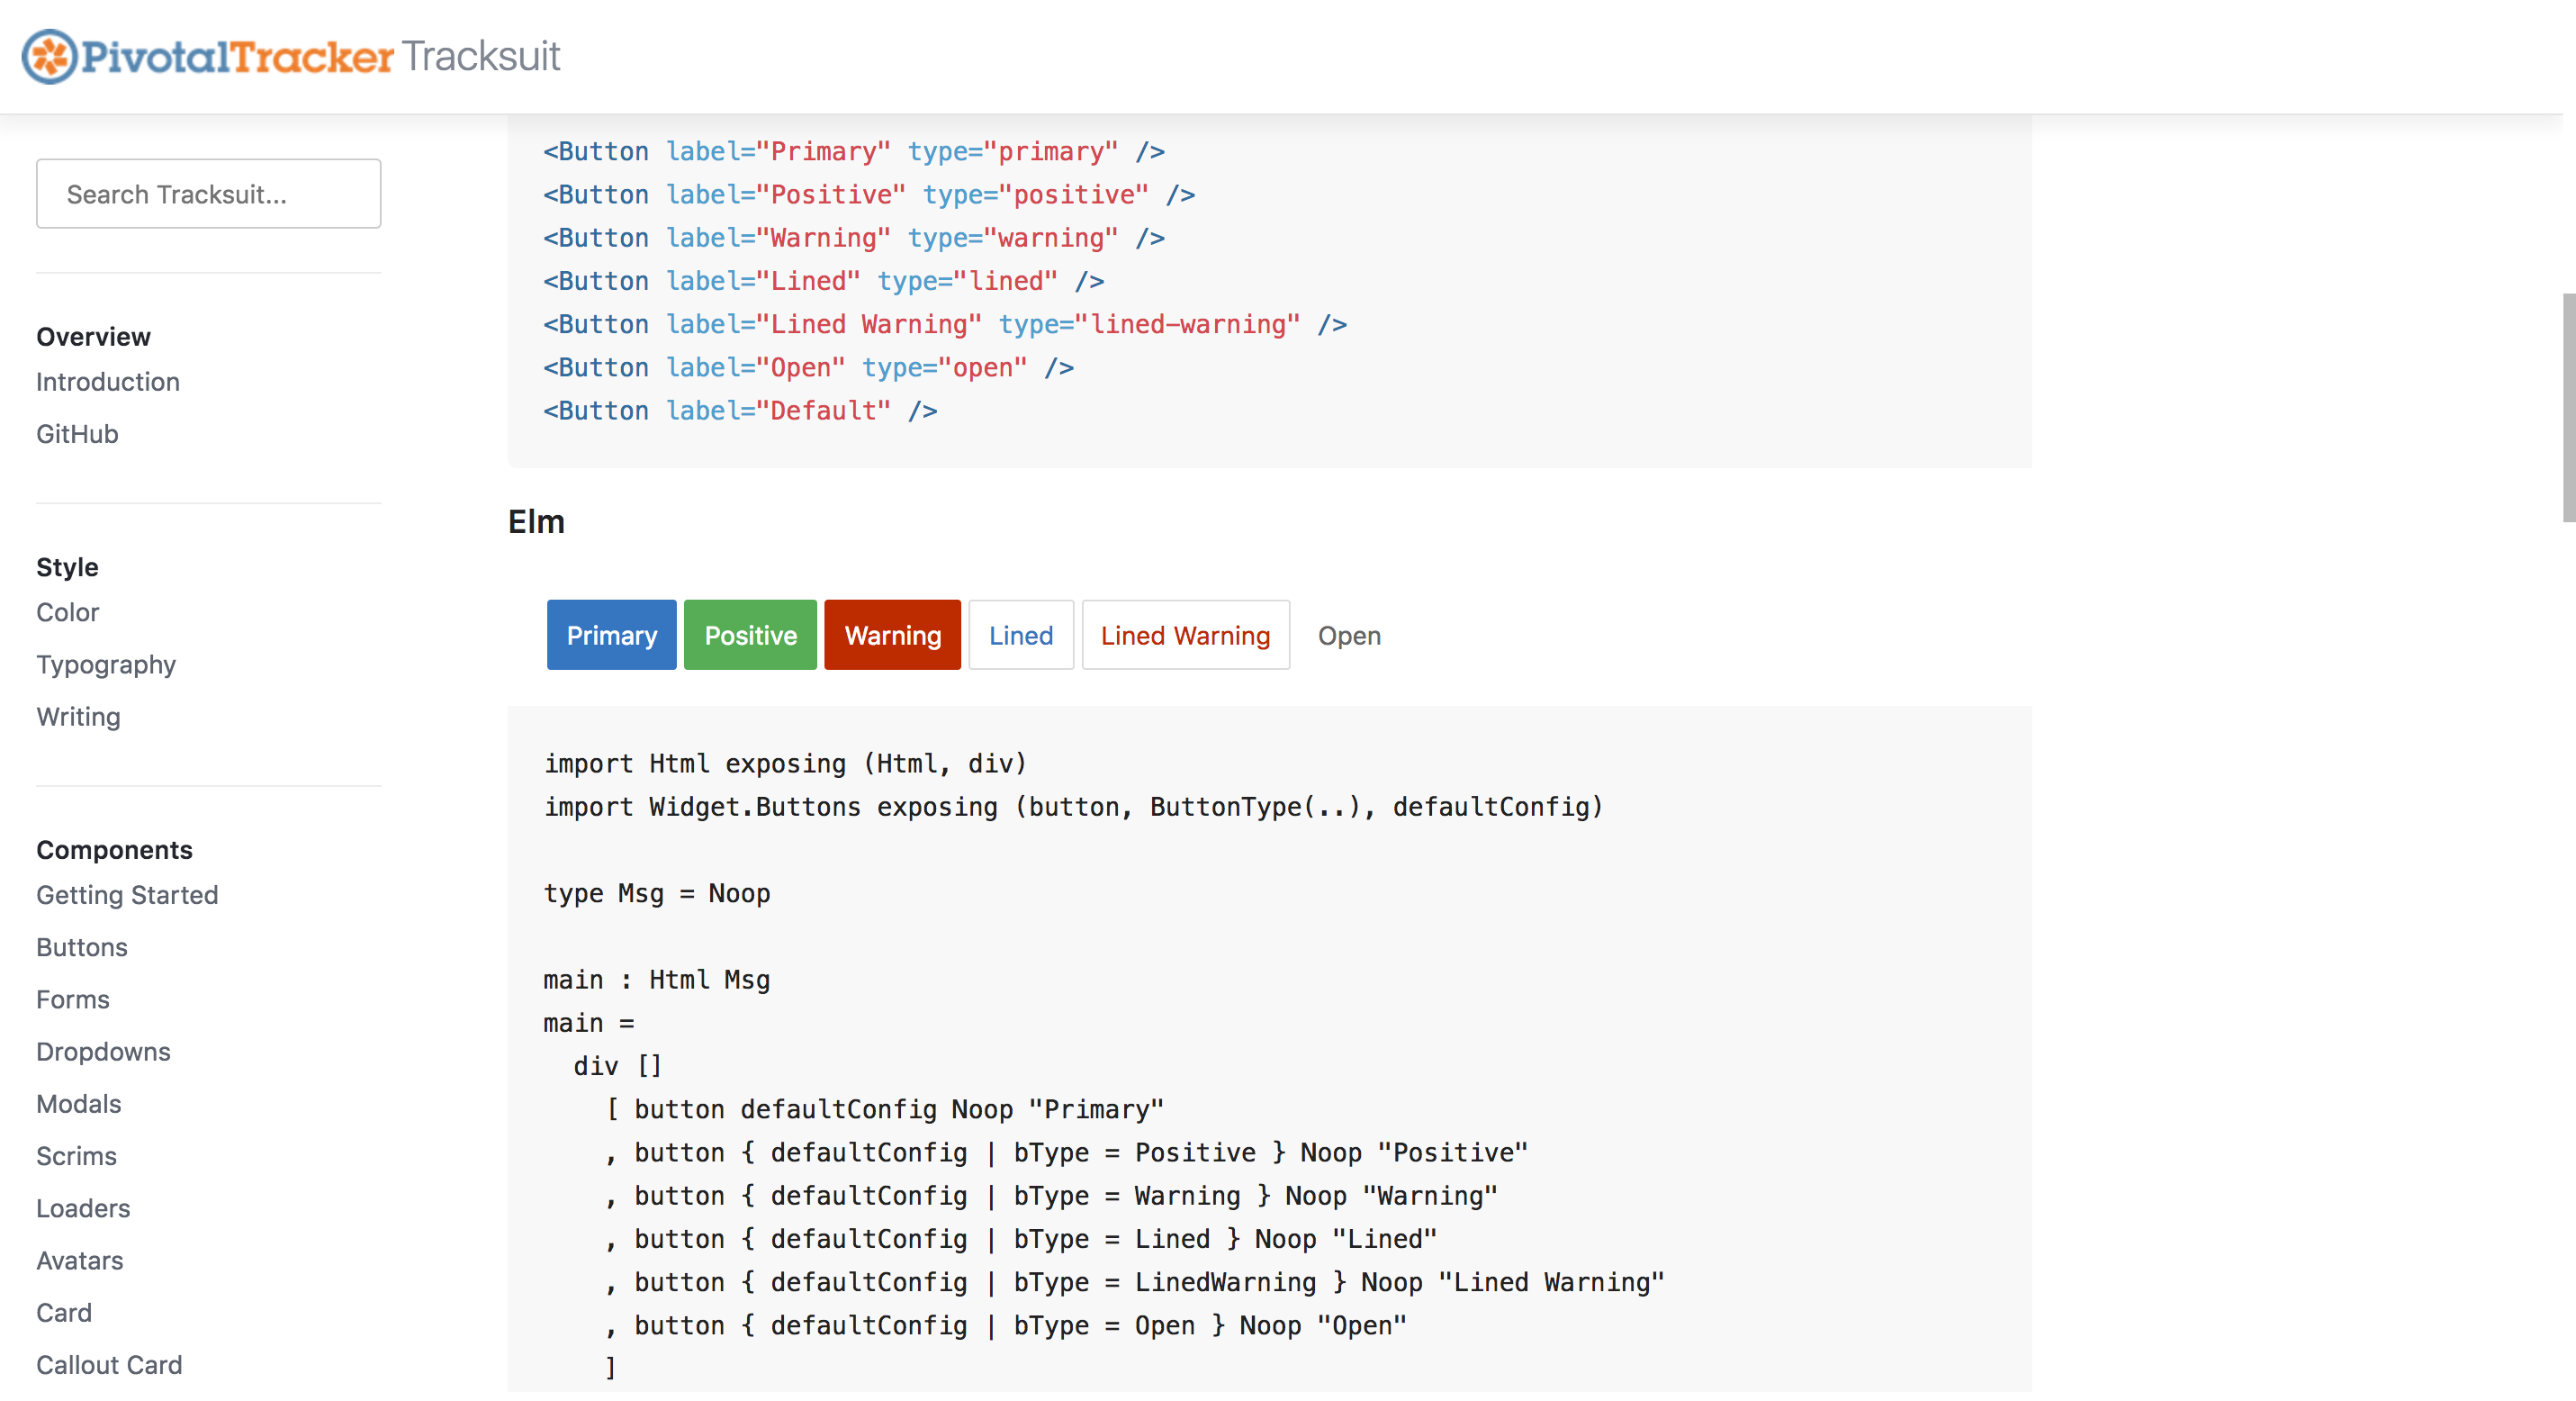 PivotalTracker Tracksuit
Search Tracksuit...
Overview
Introduction
GitHub
Style
Color
Typography
Writing
Components
Getting Started
Buttons
Forms
Dropdowns
Modals
Scrims
Loaders
Avatars
Card
Callout Card
<Button label="Primary" type="primary" />
<Button label="Positive" type="positive" />
<Button label="Warning" type="warning" />
<Button label="Lined" type="lined" />
<Button label="Lined Warning" type="lined-warning" />
<Button label="Open" type="open" />
<Button label="Default" />
Elm
Primary Positive Warning Lined Lined Warning Open
import Html exposing (Html, div)
import Widget.Buttons exposing (button, ButtonType(..), defaultConfig)
type Msg = Noop
main : Html Msg
main =
  div []
    [ button defaultConfig Noop "Primary"
    , button { defaultConfig | bType = Positive } Noop "Positive"
    , button { defaultConfig | bType = Warning } Noop "Warning"
    , button { defaultConfig | bType = Lined } Noop "Lined"
    , button { defaultConfig | bType = LinedWarning } Noop "Lined Warning"
    , button { defaultConfig | bType = Open } Noop "Open"
    ]